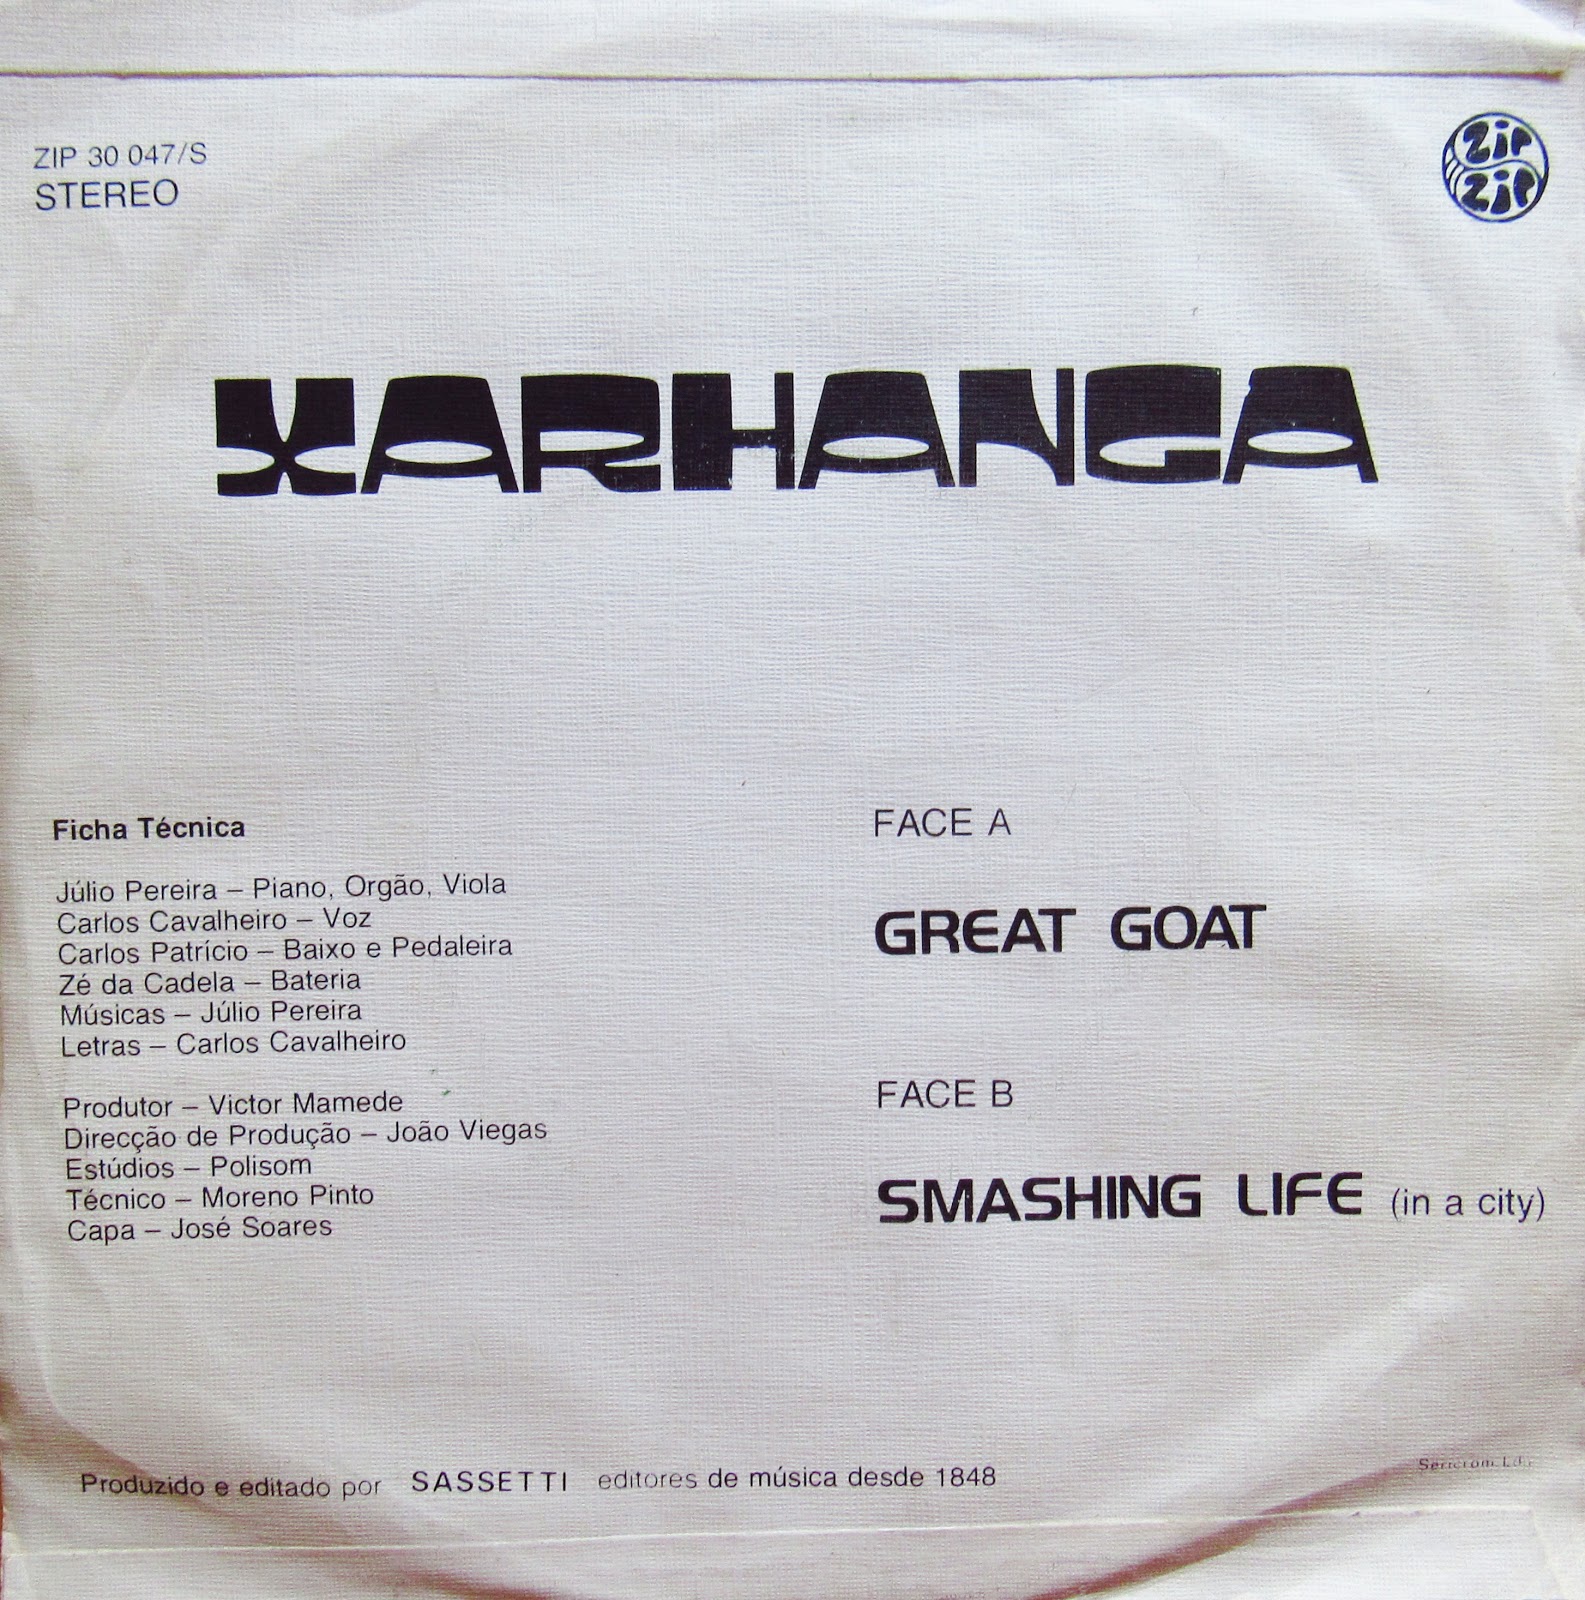 ZIP 30 047/S
STEREO
ZIP
ZIP
XARHANGA
Ficha Técnica
Júlio Pereira – Piano, Orgão, Viola
Carlos Cavalheiro – Voz
Carlos Patrício – Baixo e Pedaleira
Zé da Cadela – Bateria
Músicas – Júlio Pereira
Letras – Carlos Cavalheiro
Produtor – Victor Mamede
Direcção de Produção – João Viegas
Estúdios – Polisom
Técnico – Moreno Pinto
Capa – José Soares
FACE A
GREAT GOAT
FACE B
SMASHING LIFE (in a city)
Produzido e editado por SASSETTI editores de música desde 1848